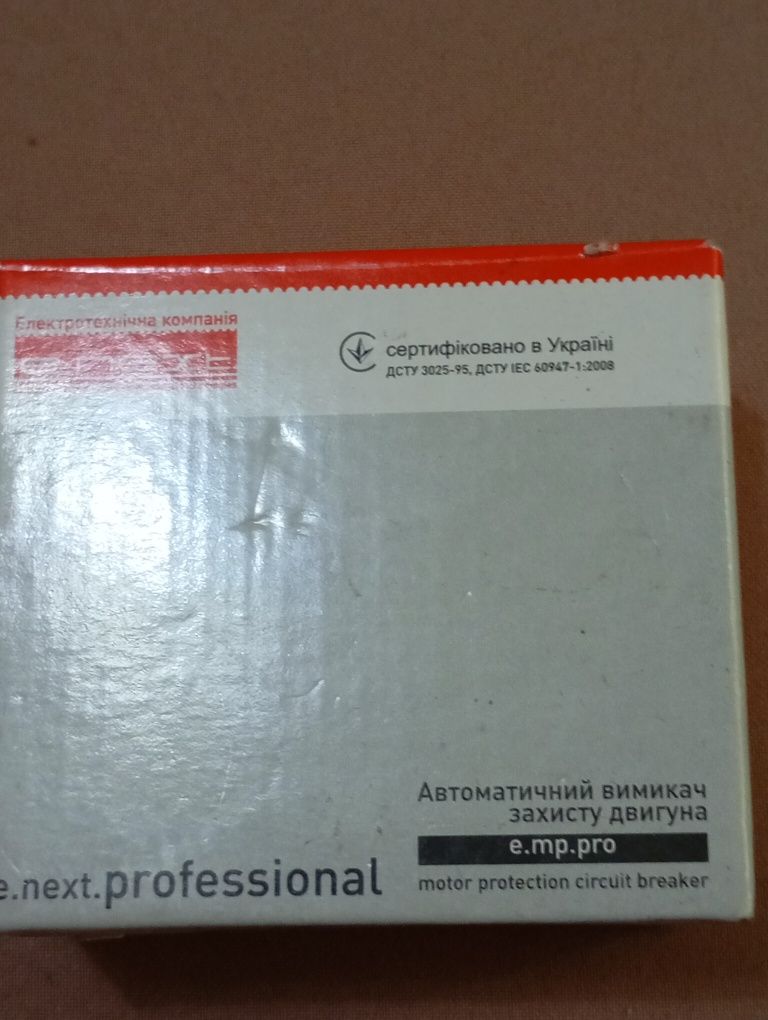 Електротехнічна компанія
сертифіковано в Україні
ДСТУ 3025-95, ДСТУ IEC 60947-1:2008
Автоматичний вимикач
захисту двигуна
e.mp.pro
motor protection circuit breaker
e.next.professional